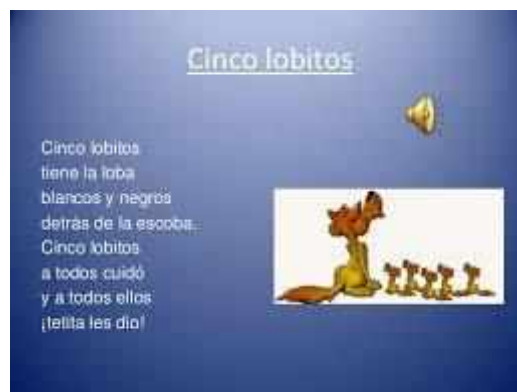 Cinco lobitos
Cinco lobitos
tiene la loba
blancos y negros
detrás de la escoba.
Cinco lobitos
a todos cuidó
y a todos ellos
¡tetita les dio!